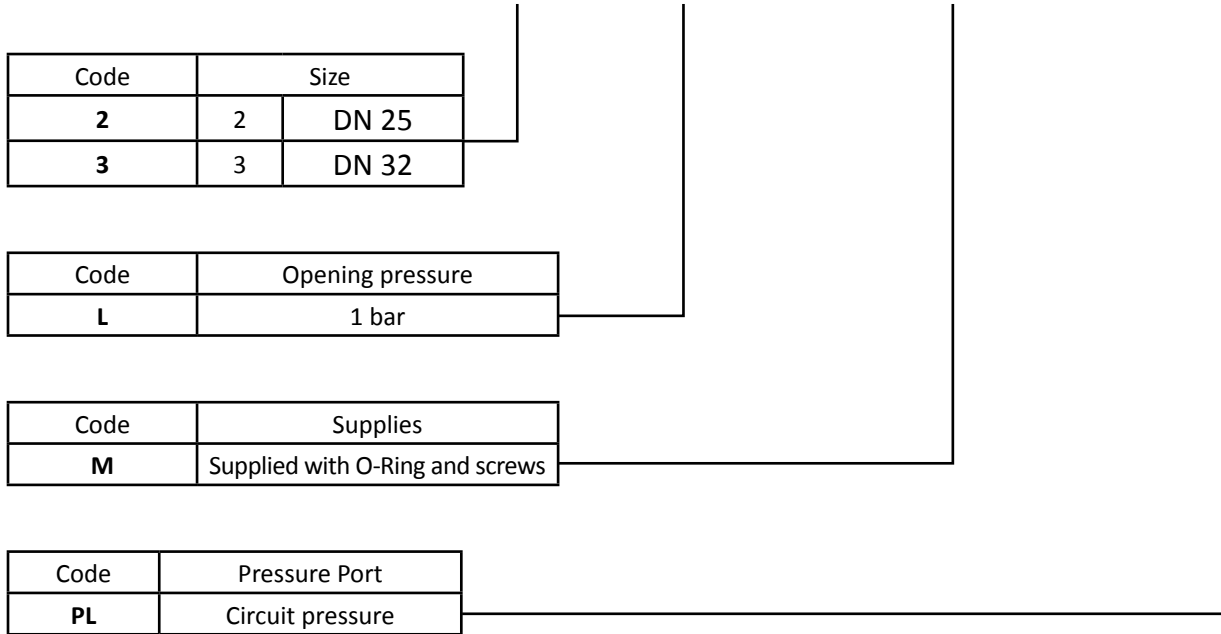 Code Size
2 2 DN 25
3 3 DN 32
Code Opening pressure
L 1 bar
Code Supplies
M Supplied with O-Ring and screws
Code Pressure Port
PL Circuit pressure